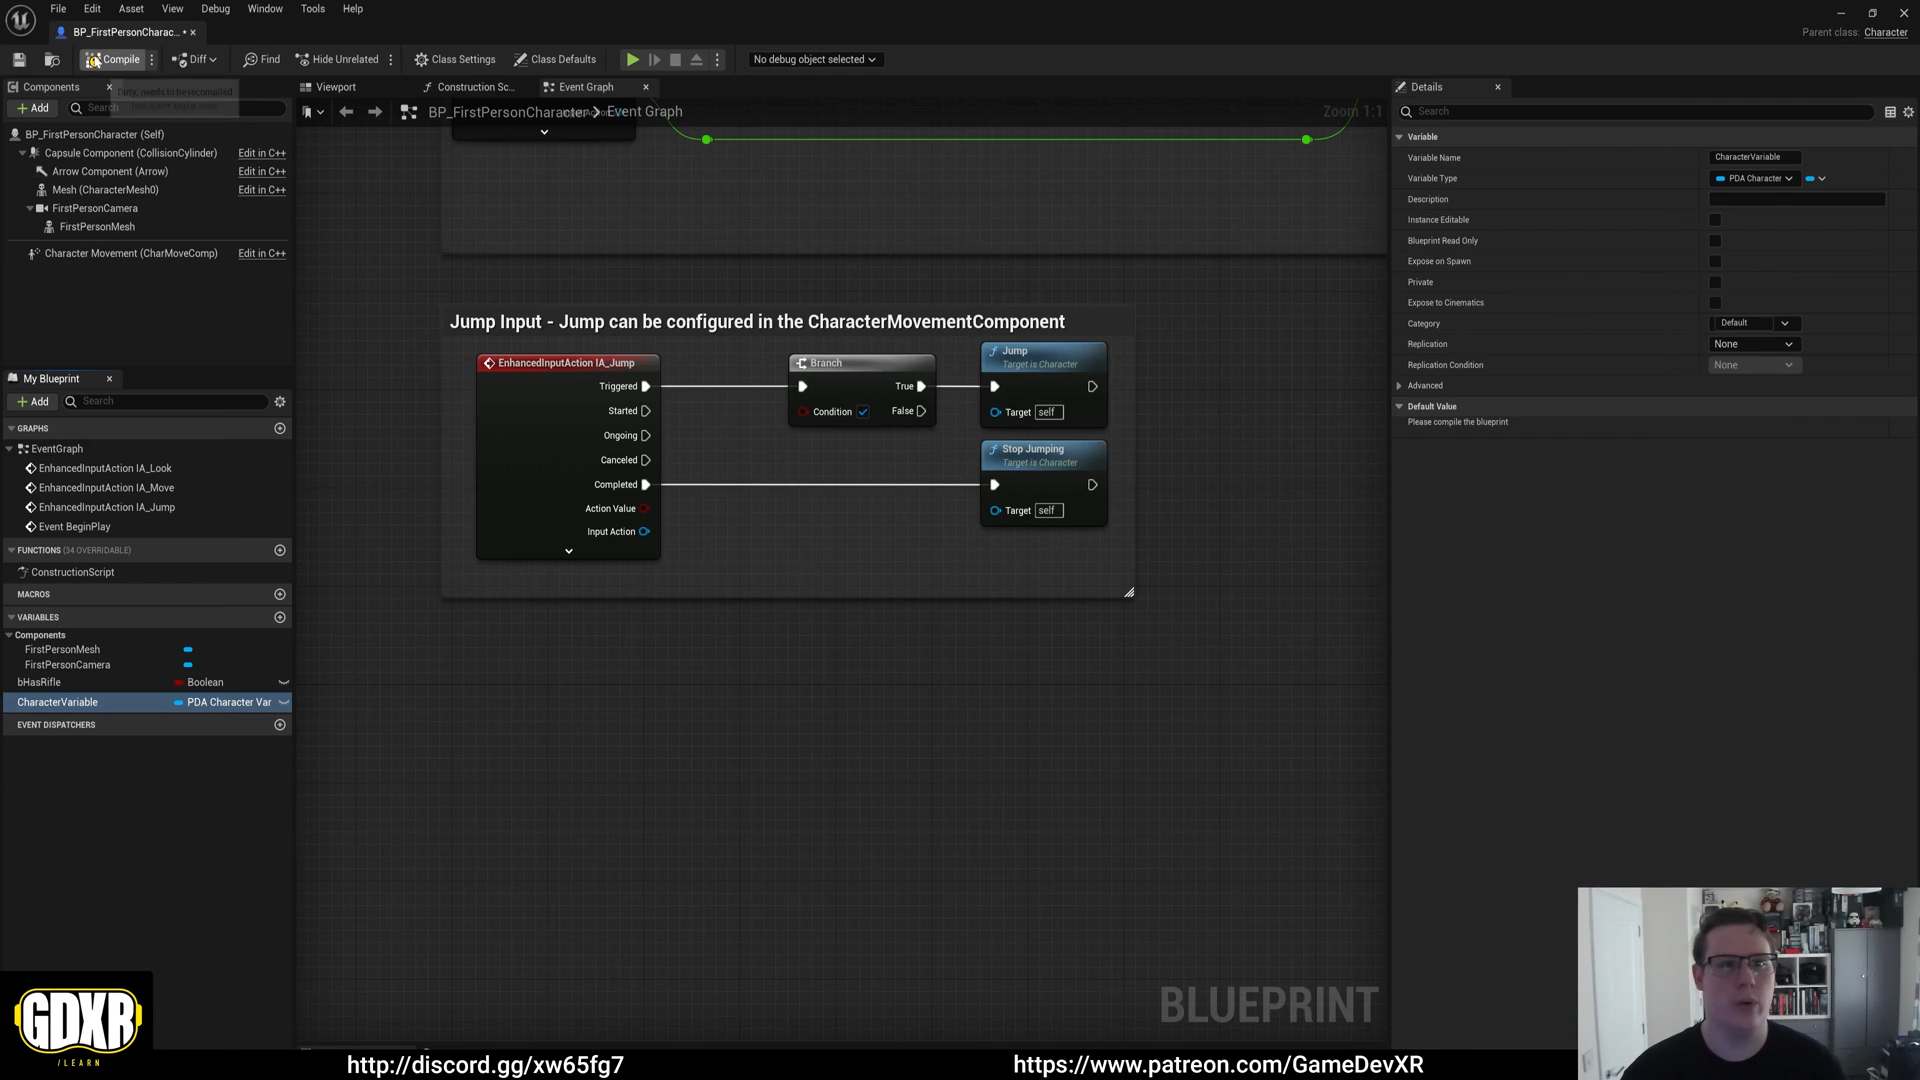 File Edit Asset View Debug Window Tools Help
BP_FirstPersonCharac... • ×
Parent class: Character
Compile
Diff
Find
Hide Unrelated
Class Settings
Class Defaults
No debug object selected
Components
Viewport
Construction Sc...
Event Graph
Details
Dirty, needs to be recompiled
Add
Search
BP_FirstPersonCharacter > Event Graph
Zoom 1:1
Search
BP_FirstPersonCharacter (Self)
Capsule Component (CollisionCylinder) Edit in C++
Arrow Component (Arrow) Edit in C++
Mesh (CharacterMesh0) Edit in C++
FirstPersonCamera
FirstPersonMesh
Character Movement (CharMoveComp) Edit in C++
My Blueprint
Add
Search
GRAPHS
EventGraph
EnhancedInputAction IA_Look
EnhancedInputAction IA_Move
EnhancedInputAction IA_Jump
Event BeginPlay
FUNCTIONS (34 OVERRIDABLE)
ConstructionScript
MACROS
VARIABLES
Components
FirstPersonMesh
FirstPersonCamera
bHasRifle Boolean
CharacterVariable PDA Character Var
EVENT DISPATCHERS
Jump Input - Jump can be configured in the CharacterMovementComponent
EnhancedInputAction IA_Jump
Triggered
Started
Ongoing
Canceled
Completed
Action Value
Input Action
Branch
True
Condition
False
Jump
Target is Character
Target self
Stop Jumping
Target is Character
Target self
BLUEPRINT
Variable
Variable Name CharacterVariable
Variable Type PDA Character
Description
Instance Editable
Blueprint Read Only
Expose on Spawn
Private
Expose to Cinematics
Category Default
Replication None
Replication Condition None
Advanced
Default Value
Please compile the blueprint
GDXR
/LEARN
http://discord.gg/xw65fg7
https://www.patreon.com/GameDevXR